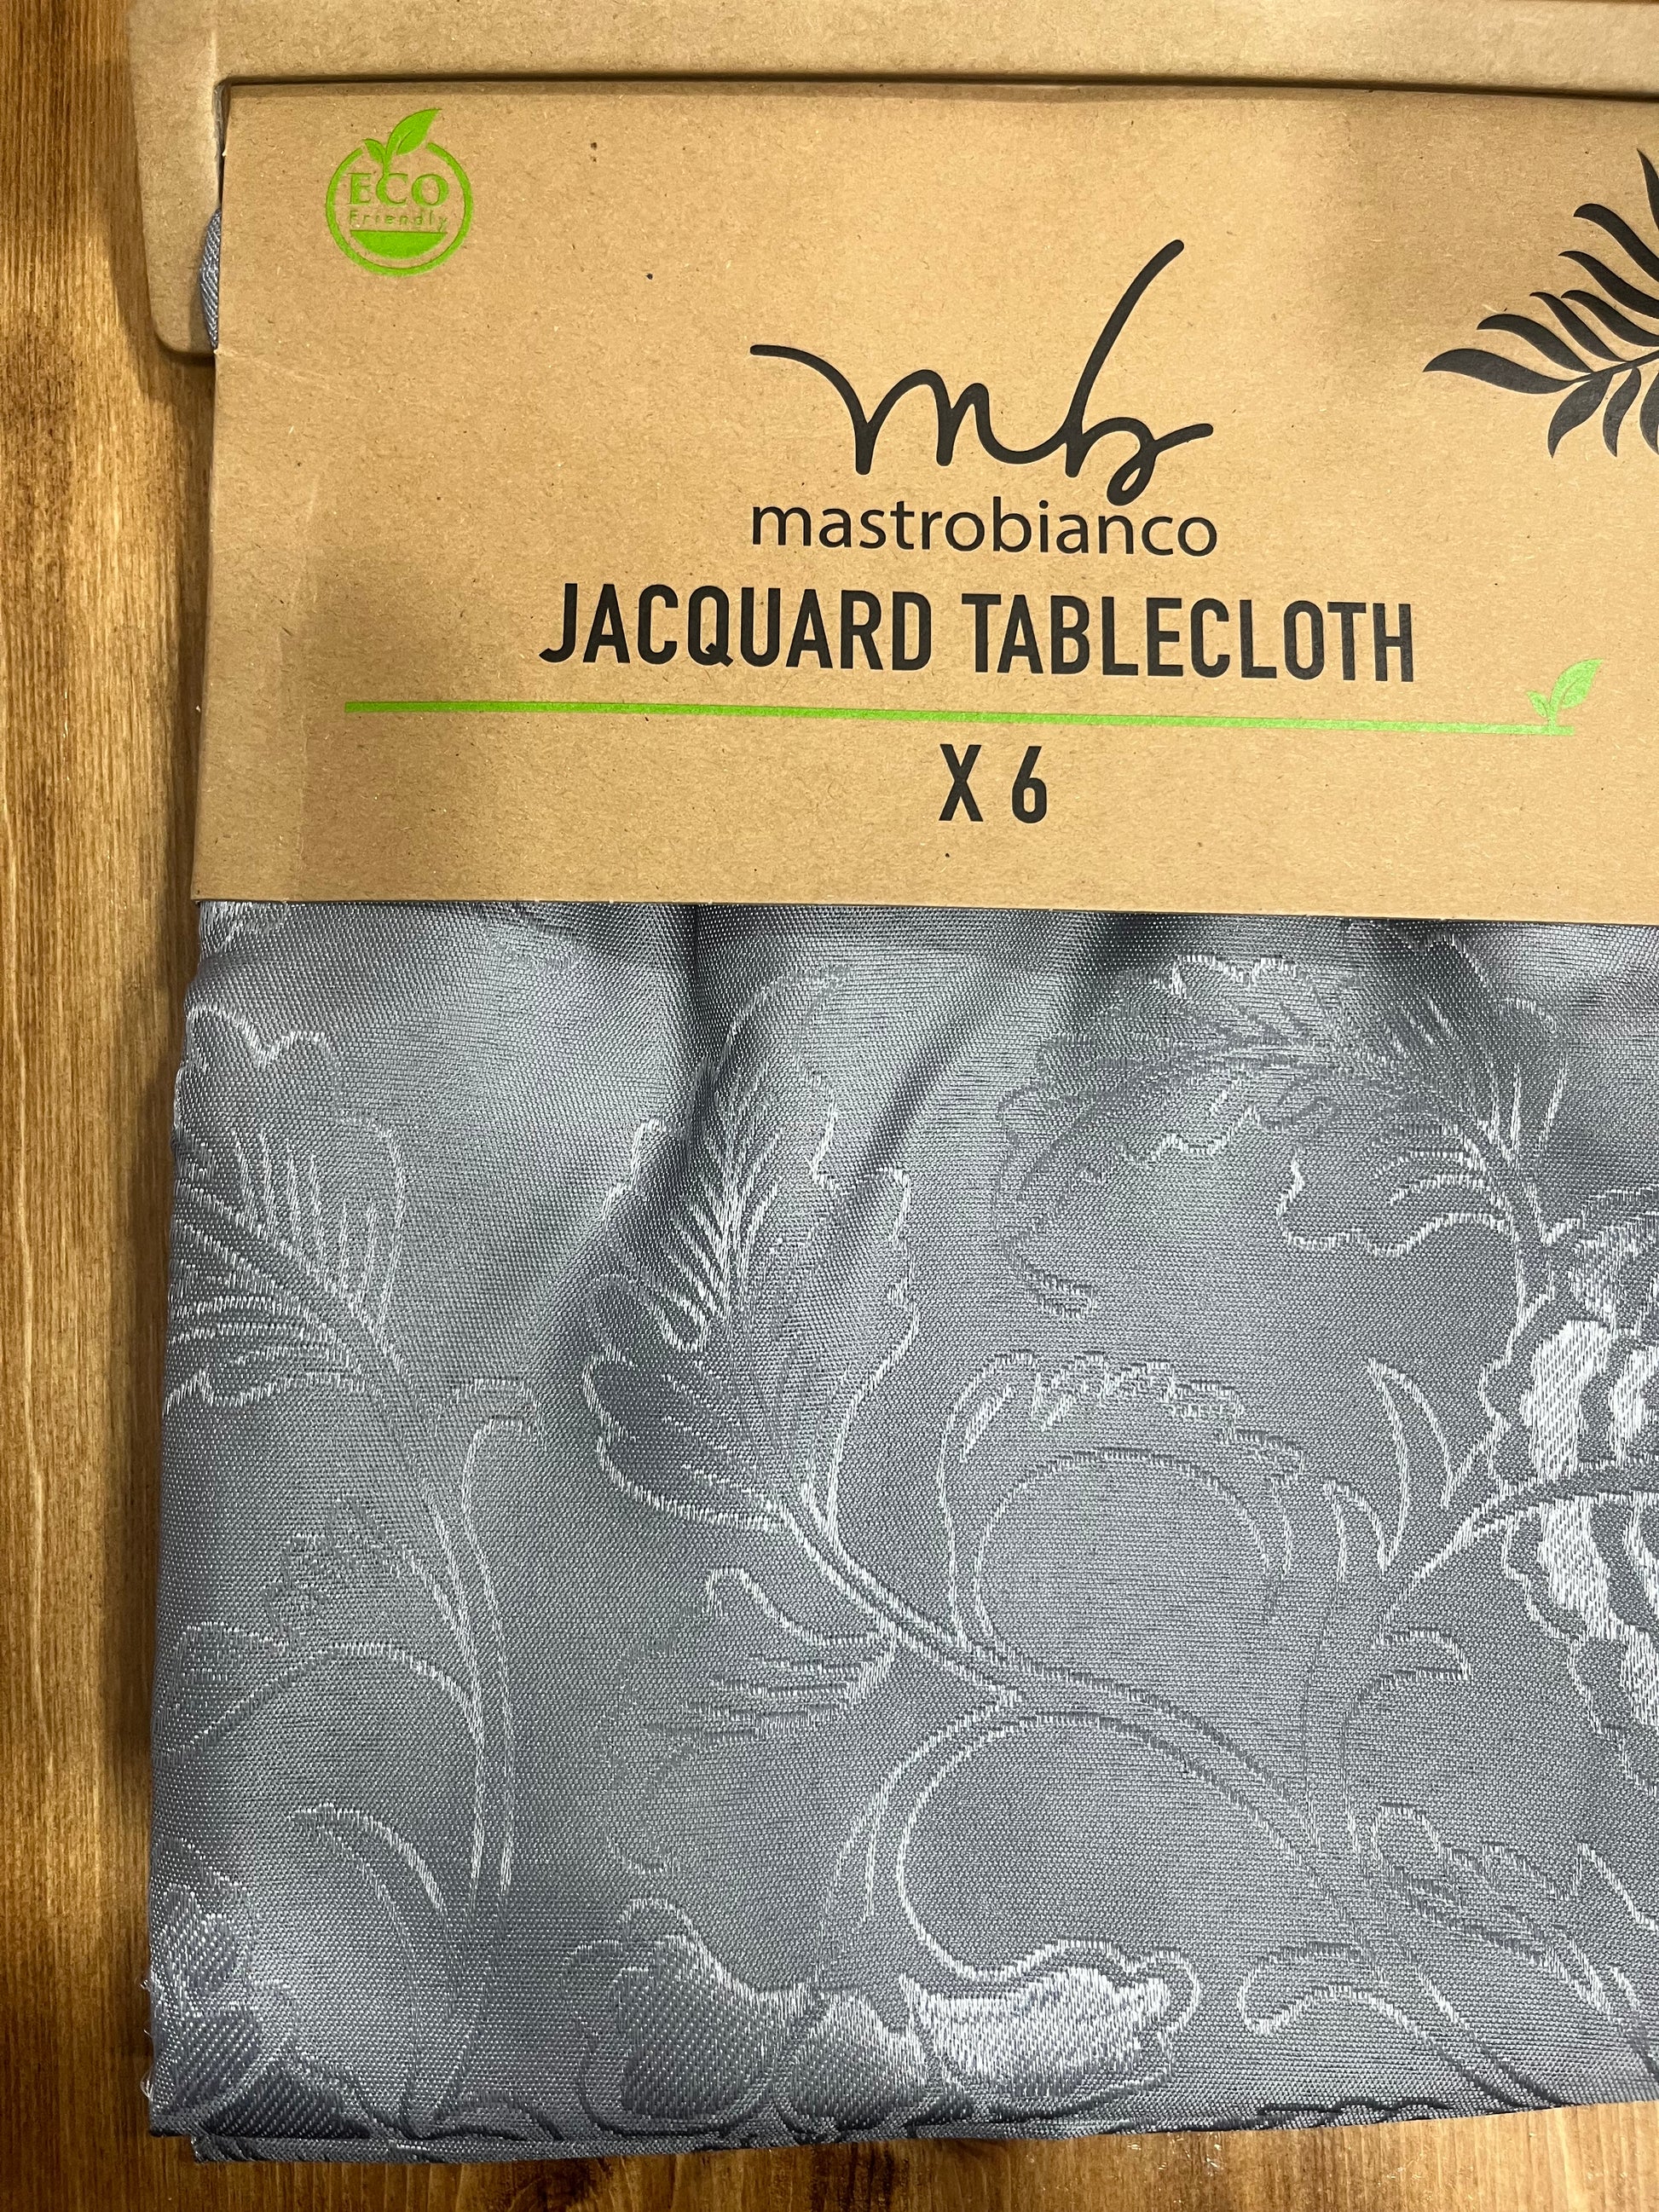 ECO
Friendly
mb
mastrobianco
JACQUARD TABLECLOTH
X 6